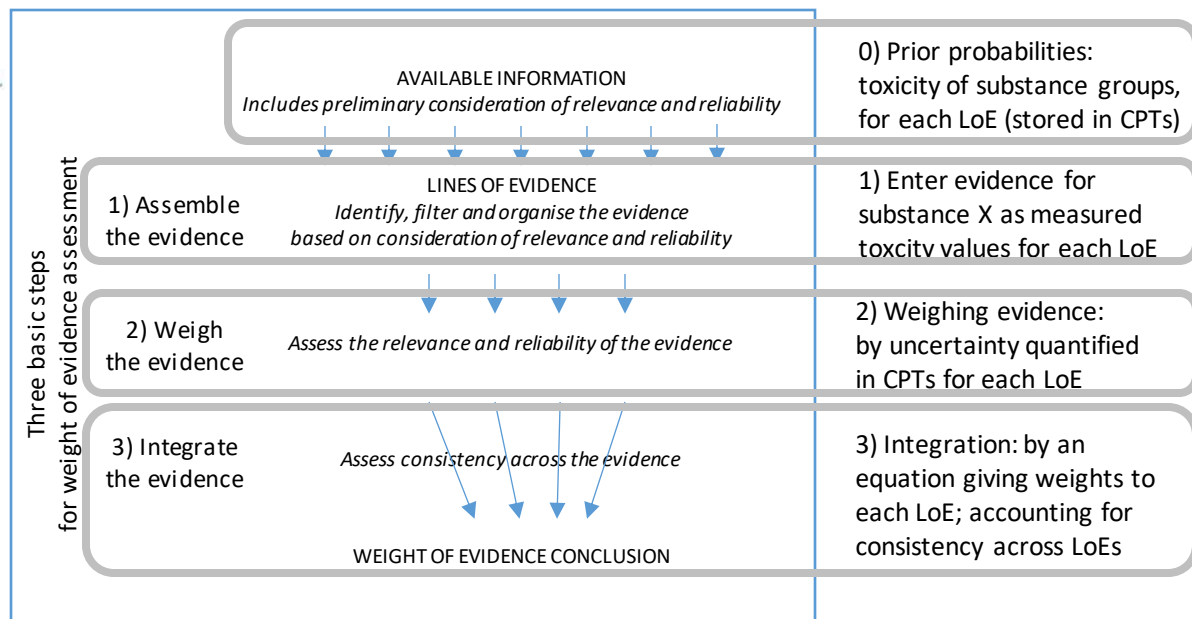 Three basic steps
for weight of evidence assessment
AVAILABLE INFORMATION
Includes preliminary consideration of relevance and reliability
0) Prior probabilities:
toxicity of substance groups,
for each LoE (stored in CPTs)
1) Assemble
the evidence
LINES OF EVIDENCE
Identify, filter and organise the evidence
based on consideration of relevance and reliability
1) Enter evidence for
substance X as measured
toxcity values for each LoE
2) Weigh
the evidence
Assess the relevance and reliability of the evidence
2) Weighing evidence:
by uncertainty quantified
in CPTs for each LoE
3) Integrate
the evidence
Assess consistency across the evidence
WEIGHT OF EVIDENCE CONCLUSION
3) Integration: by an
equation giving weights to
each LoE; accounting for
consistency across LoEs